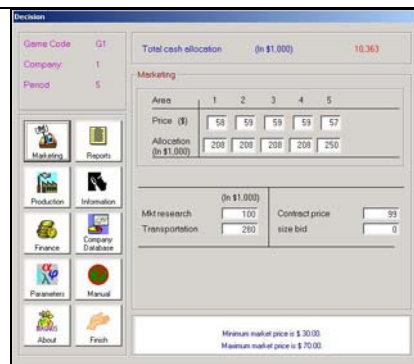 Decision
Game Code G1
Company 1
Period 5
Total cash allocation (In $1,000) 10,363
Marketing
Area 1 2 3 4 5
Price ($) 58 59 59 59 57
Allocation 208 208 208 208 250
(In $1,000)
(In $1,000)
Mkt research 100 Contract price 99
Transportation 280 size bid 0
Marketing Reports
Production Information
Finance Company Database
Parameters Manual
About Finish
Minimum market price is $ 30.00.
Maximum market price is $ 70.00.